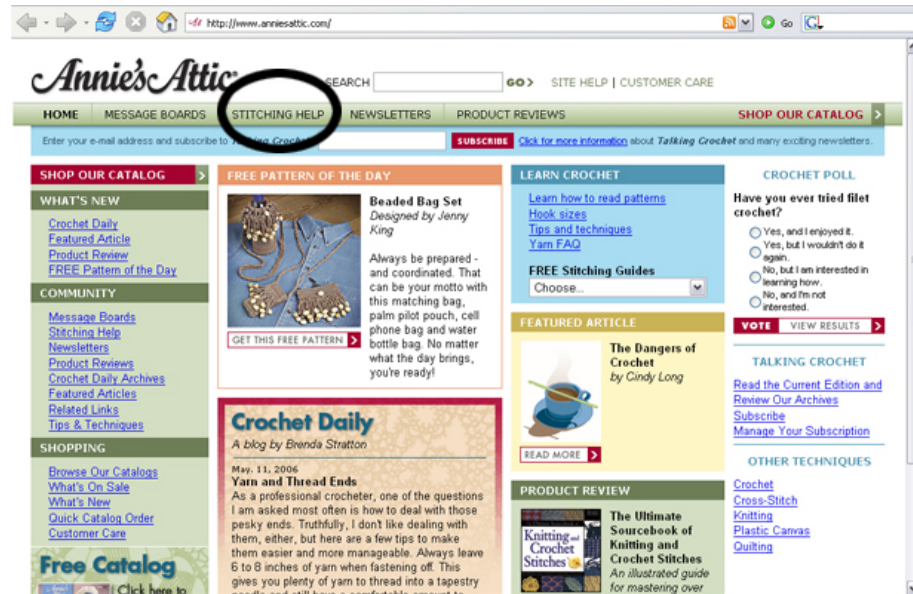 http://www.anniesattic.com/
Go
Annie's Attic
SEARCH
GO>
SITE HELP | CUSTOMER CARE
HOME
MESSAGE BOARDS
STITCHING HELP
NEWSLETTERS
PRODUCT REVIEWS
SHOP OUR CATALOG >
Enter your e-mail address and subscribe to Talking Crochet
SUBSCRIBE
Click for more information about Talking Crochet and many exciting newsletters.
SHOP OUR CATALOG >
WHAT'S NEW
Crochet Daily
Featured Article
Product Review
FREE Pattern of the Day
COMMUNITY
Message Boards
Stitching Help
Newsletters
Product Reviews
Crochet Daily Archives
Featured Articles
Related Links
Tips & Techniques
SHOPPING
Browse Our Catalogs
What's On Sale
What's New
Quick Catalog Order
Customer Care
Free Catalog
Click here to
FREE PATTERN OF THE DAY
Beaded Bag Set
Designed by Jenny
King
Always be prepared -
and coordinated. That
can be your motto with
this matching bag,
palm pilot pouch, cell
phone bag and water
bottle bag. No matter
what the day brings,
you're ready!
GET THIS FREE PATTERN >
Crochet Daily
A blog by Brenda Stratton
May. 11, 2006
Yarn and Thread Ends
As a professional crocheter, one of the questions
I am asked most often is how to deal with those
pesky ends. Truthfully, I don't like dealing with
them, either, but here are a few tips to make
them easier and more manageable. Always leave
6 to 8 inches of yarn when fastening off. This
gives you plenty of yarn to thread into a tapestry
needle and still have a comfortable amount to
LEARN CROCHET
Learn how to read patterns
Hook sizes
Tips and techniques
Yarn FAQ
FREE Stitching Guides
Choose...
FEATURED ARTICLE
The Dangers of
Crochet
by Cindy Long
READ MORE >
PRODUCT REVIEW
Knitting and
Crochet
Stitches
The Ultimate
Sourcebook of
Knitting and
Crochet Stitches
An illustrated guide
for mastering over
CROCHET POLL
Have you ever tried filet
crochet?
Yes, and I enjoyed it.
Yes, but I wouldn't do it
again.
No, but I am interested in
learning how.
No, and I'm not
interested.
VOTE
VIEW RESULTS >
TALKING CROCHET
Read the Current Edition and
Review Our Archives
Subscribe
Manage Your Subscription
OTHER TECHNIQUES
Crochet
Cross-Stitch
Knitting
Plastic Canvas
Quilting